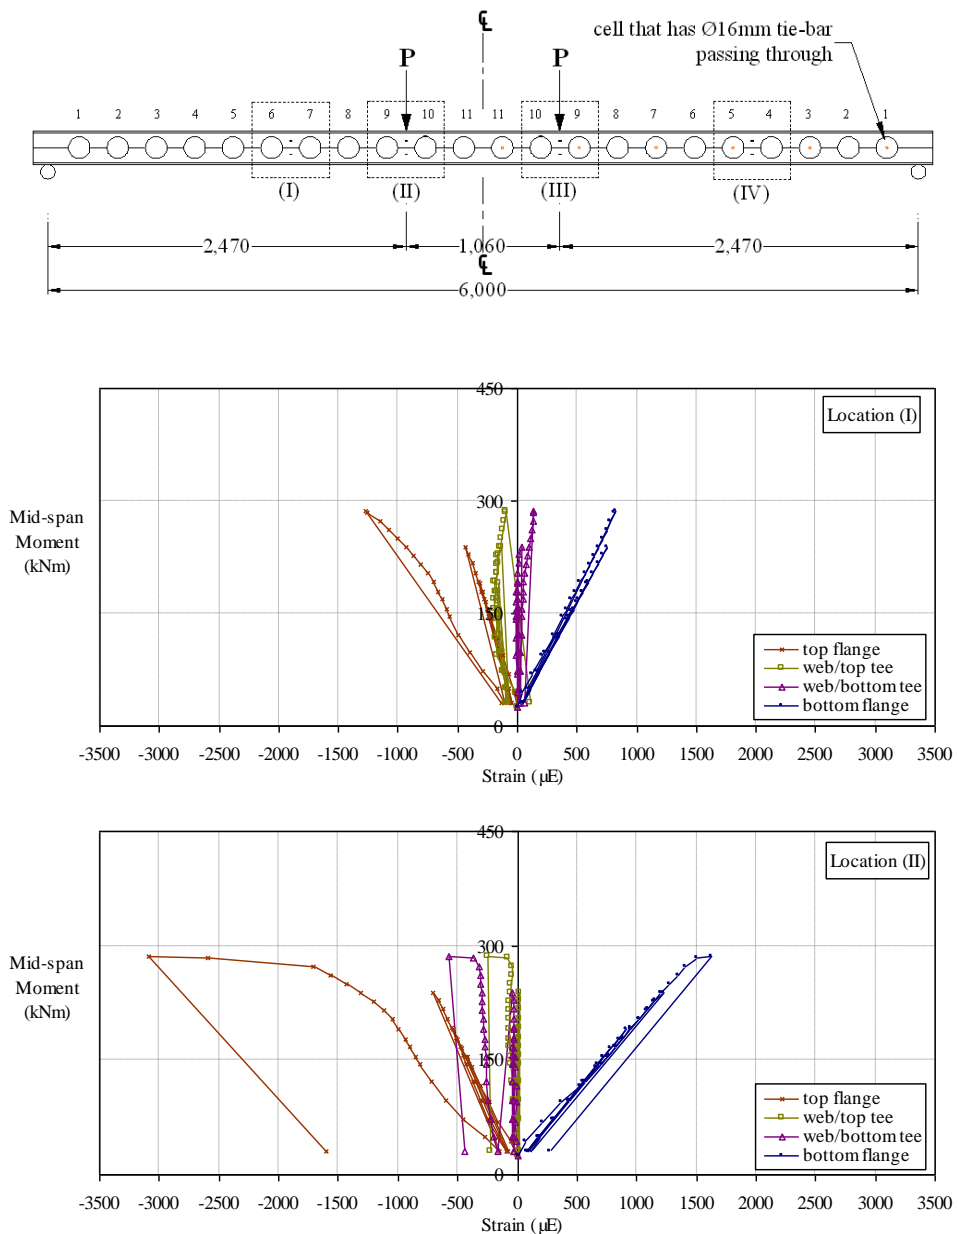 ℄
cell that has Ø16mm tie-bar
passing through
P P
1 2 3 4 5 6 7 8 9 10 11 11 10 9 8 7 6 5 4 3 2 1
(I) (II) (III) (IV)
2,470 1,060 2,470
℄
6,000
450
Location (I)
300
Mid-span
Moment
(kNm)
150
top flange
web/top tee
web/bottom tee
bottom flange
0
-3500 -3000 -2500 -2000 -1500 -1000 -500 0 500 1000 1500 2000 2500 3000 3500
Strain (µE)
450
Location (II)
300
Mid-span
Moment
(kNm)
150
top flange
web/top tee
web/bottom tee
bottom flange
0
-3500 -3000 -2500 -2000 -1500 -1000 -500 0 500 1000 1500 2000 2500 3000 3500
Strain (µE)